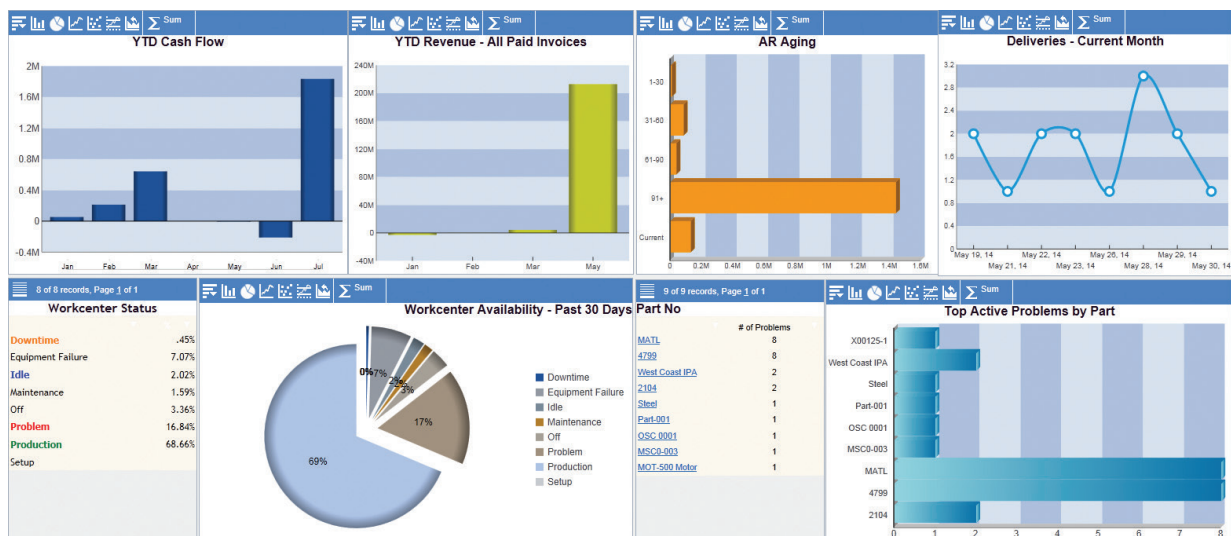 Sum
YTD Cash Flow
2M
1.6M
1.2M
0.8M
0.4M
0
-0.4M
Jan Feb Mar Apr May Jun Jul
Sum
YTD Revenue - All Paid Invoices
240M
200M
160M
120M
80M
40M
0
-40M
Jan Feb Mar May
Sum
AR Aging
1-30
31-60
61-90
91+
Current
0 0.2M 0.4M 0.6M 0.8M 1M 1.2M 1.4M 1.6M
Sum
Deliveries - Current Month
3.2
2.8
2.4
2
1.6
1.2
0.8
0.4
0
May 19, 14 May 22, 14 May 26, 14 May 29, 14
May 21, 14 May 23, 14 May 28, 14 May 30, 14
8 of 8 records, Page 1 of 1
Workcenter Status
Downtime .45%
Equipment Failure 7.07%
Idle 2.02%
Maintenance 1.59%
Off 3.36%
Problem 16.84%
Production 68.66%
Setup
Sum
Workcenter Availability - Past 30 Days
0% 7% 2% 2% 3%
17%
69%
Downtime
Equipment Failure
Idle
Maintenance
Off
Problem
Production
Setup
9 of 9 records, Page 1 of 1
Part No
# of Problems
MATL 8
4799 8
West Coast IPA 2
2104 2
Steel 1
Part-001 1
OSC 0001 1
MSC0-003 1
MOT-500 Motor 1
Sum
Top Active Problems by Part
X00125-1
West Coast IPA
Steel
Part-001
OSC 0001
MSC0-003
MATL
4799
2104
0 1 2 3 4 5 6 7 8